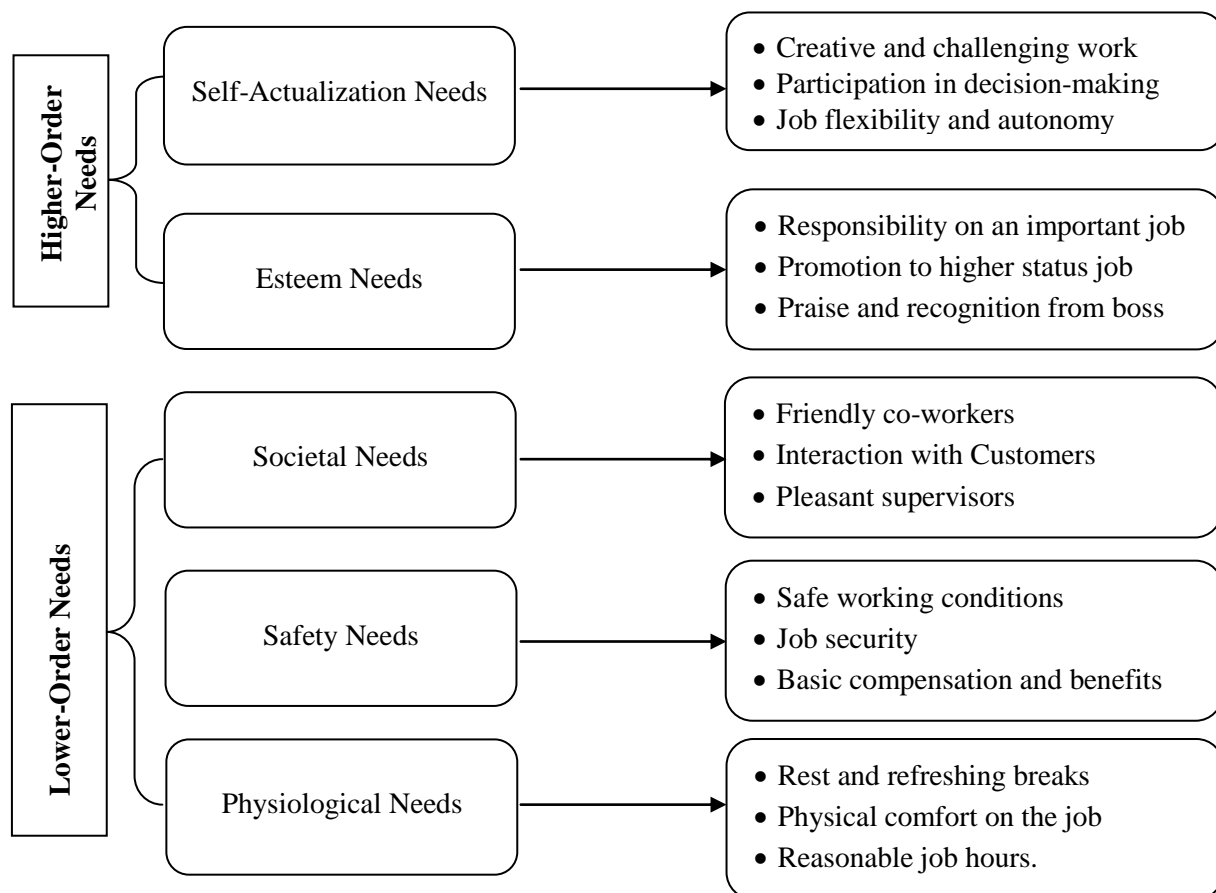 Higher-Order
Needs
Self-Actualization Needs
• Creative and challenging work
• Participation in decision-making
• Job flexibility and autonomy
Esteem Needs
• Responsibility on an important job
• Promotion to higher status job
• Praise and recognition from boss
Lower-Order Needs
Societal Needs
• Friendly co-workers
• Interaction with Customers
• Pleasant supervisors
Safety Needs
• Safe working conditions
• Job security
• Basic compensation and benefits
Physiological Needs
• Rest and refreshing breaks
• Physical comfort on the job
• Reasonable job hours.